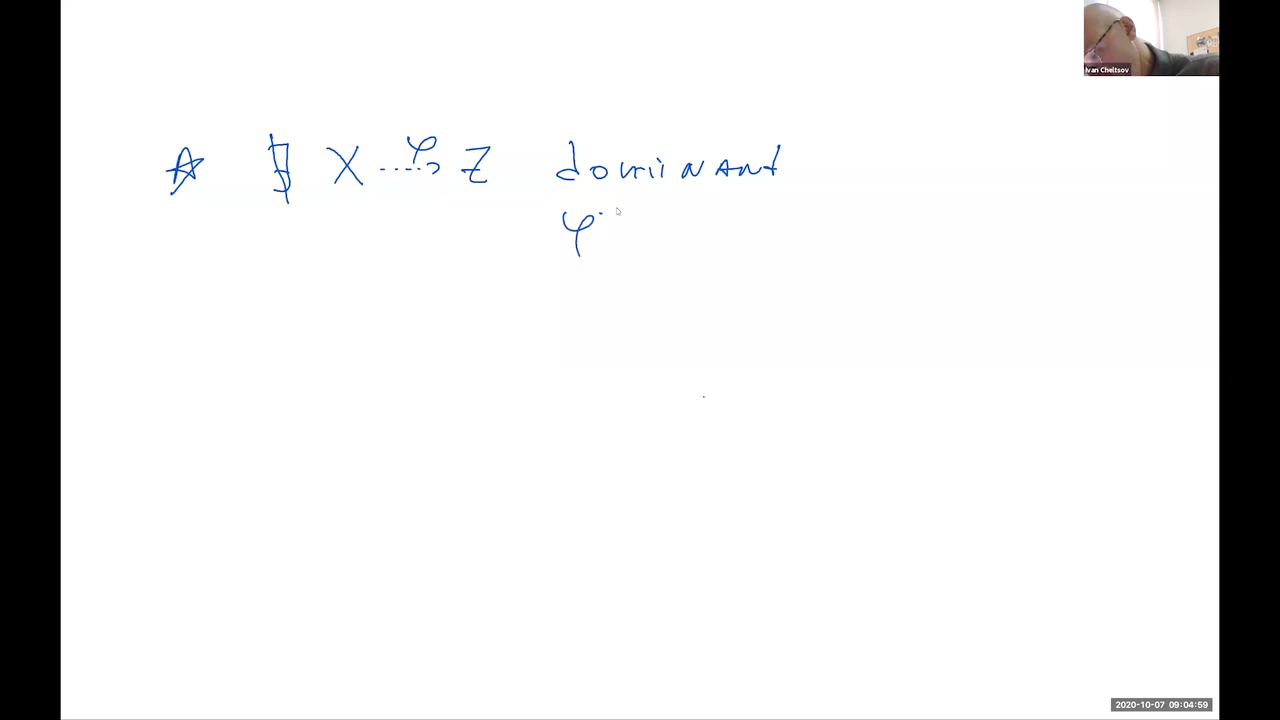 Ivan Cheltsov
☆ ∄ X ⇢ Z dominant
φ
φ
2020-10-07 09:04:59